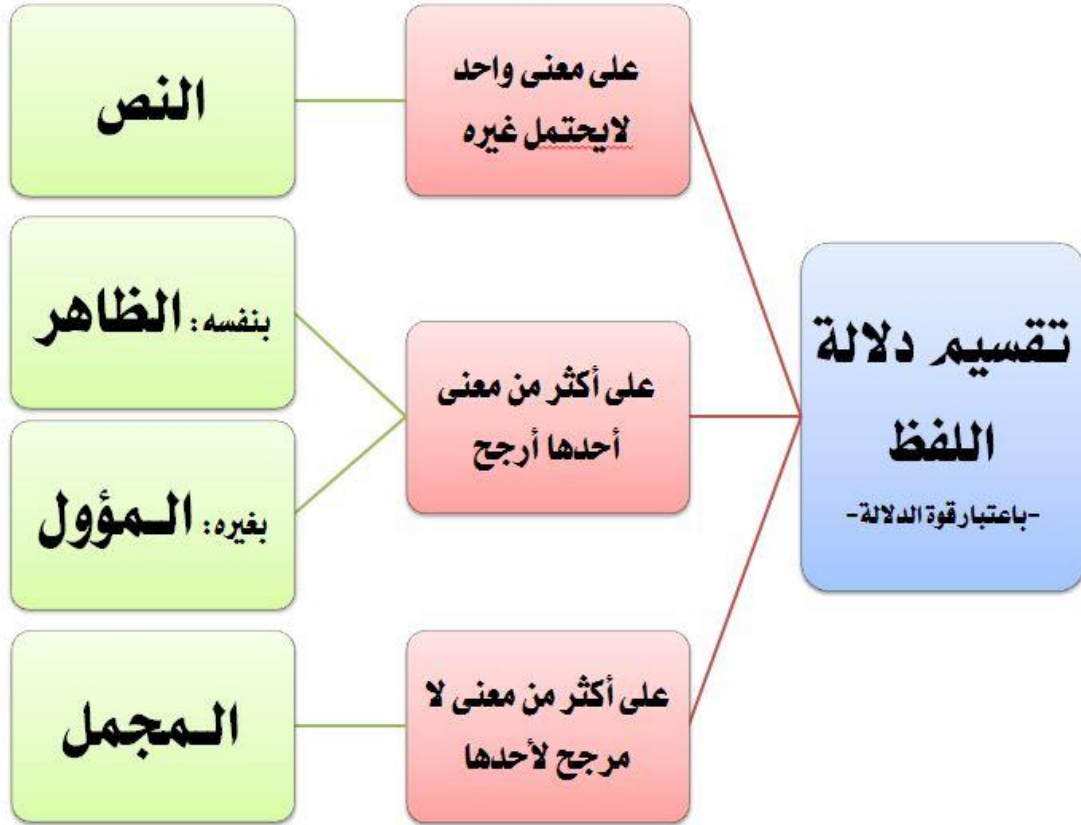 تقسيم دلالة
اللفظ
-باعتبار قوة الدلالة-
على معنى واحد
لايحتمل غيره
النص
على أكثر من معنى
أحدها أرجح
بنفسه: الظاهر
بغيره: المؤول
على أكثر من معنى لا
مرجح لأحدها
المجمل